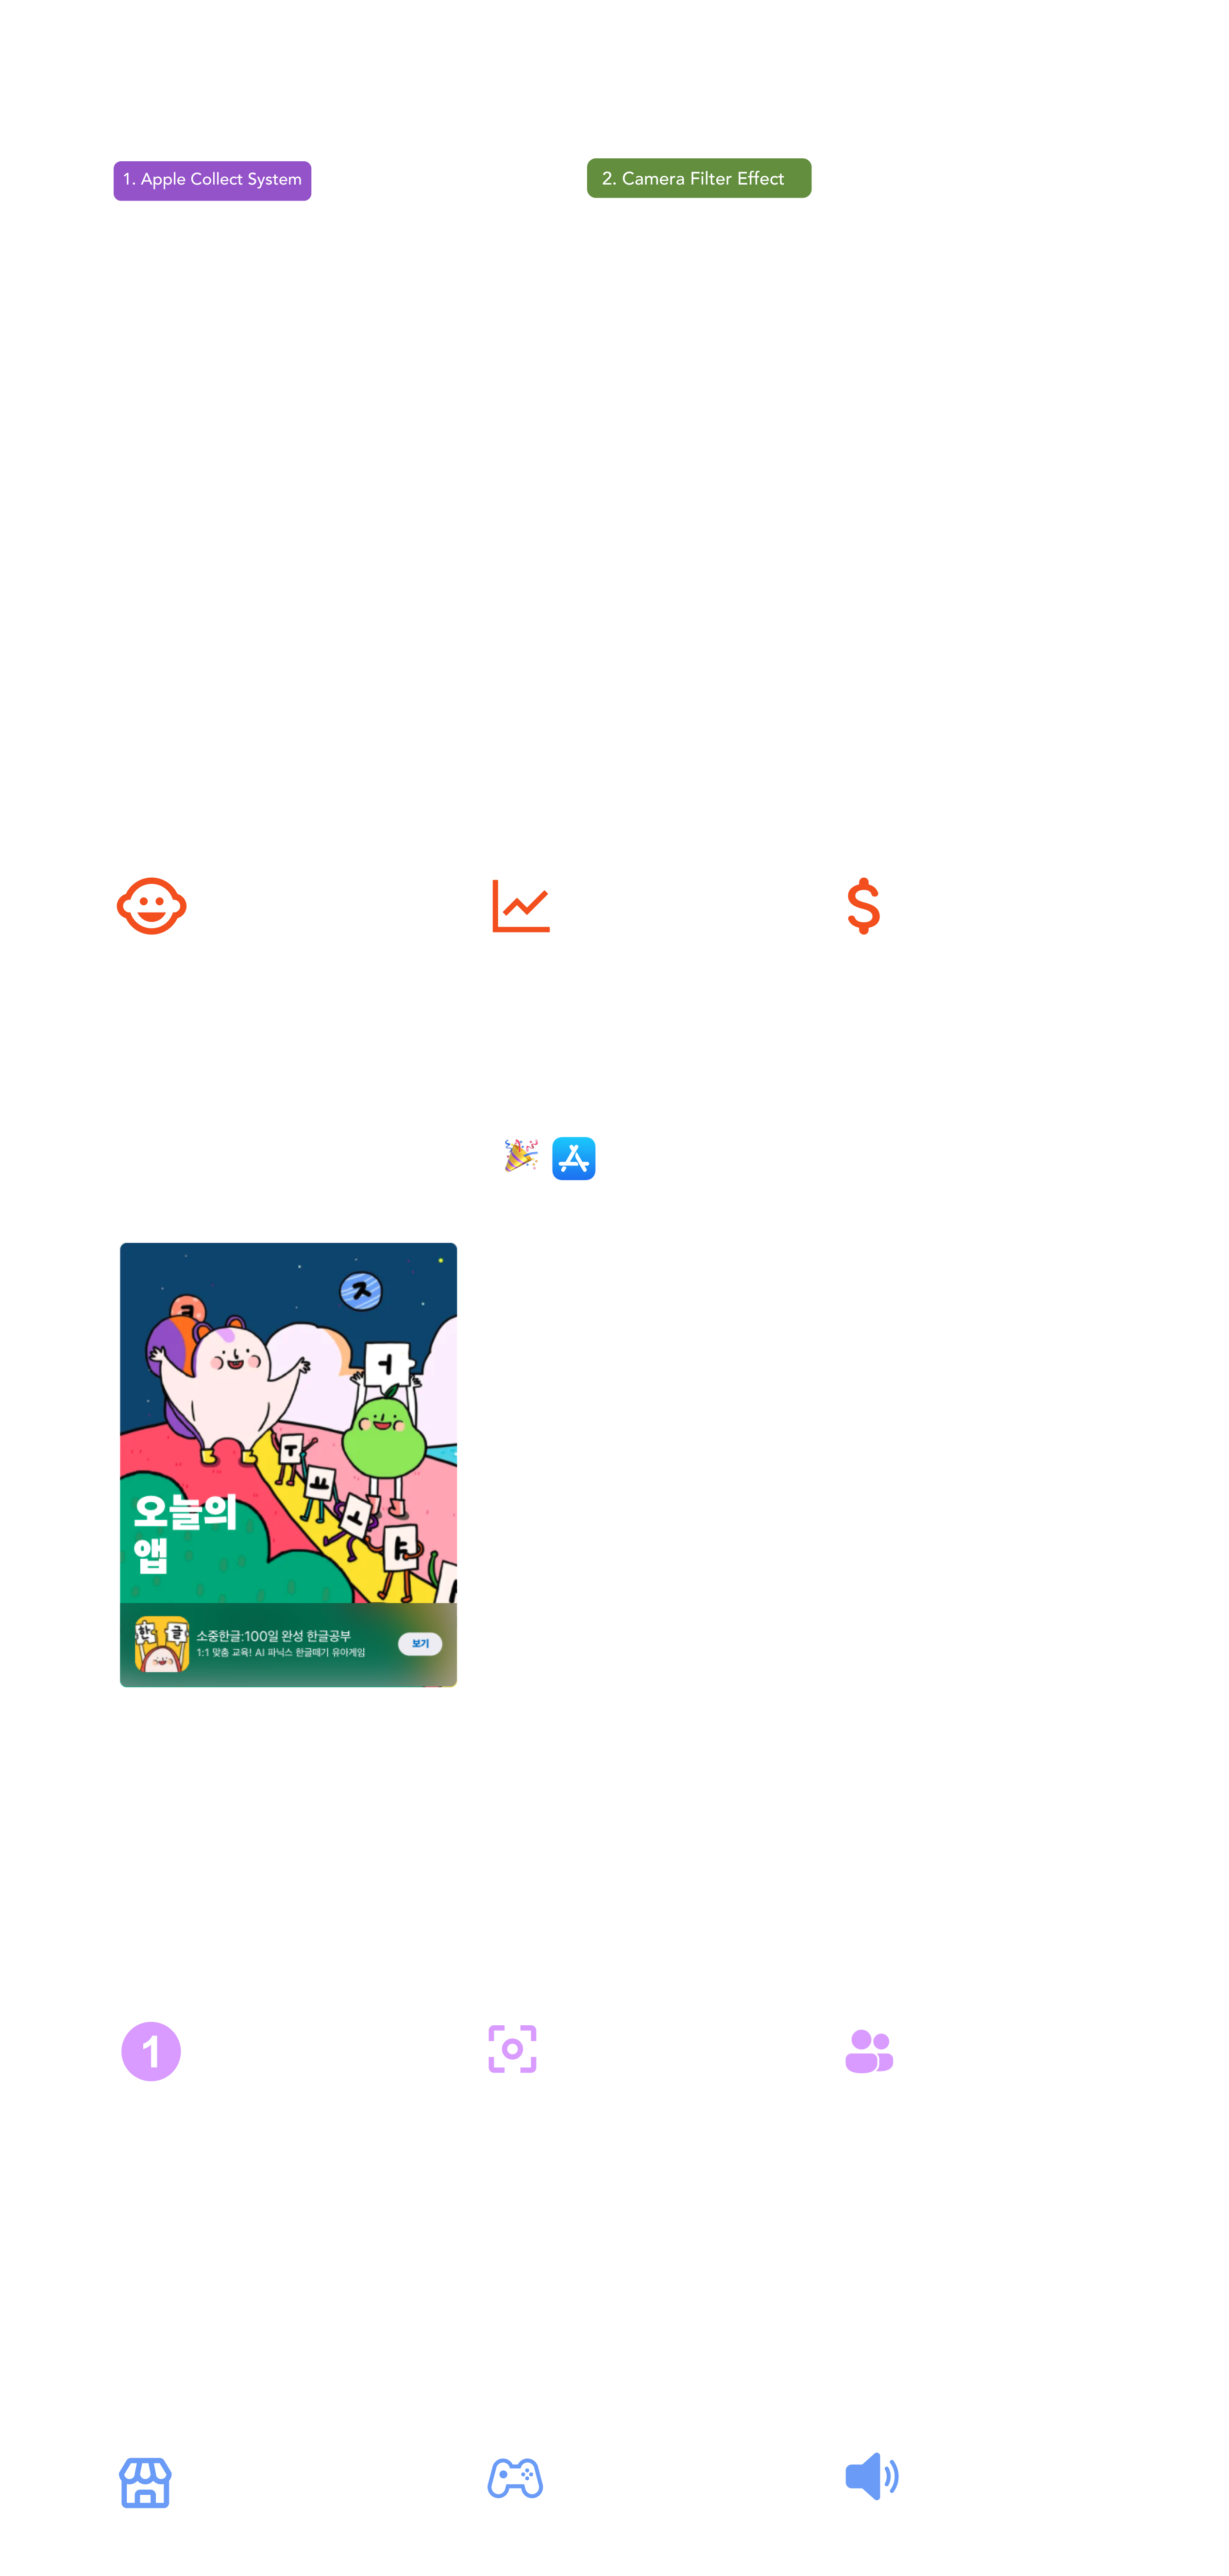 1. Apple Collect System
2. Camera Filter Effect
$
ㅋ
ㅈ
ㅓ
ㅜ
ㅛ
ㅗ
ㅑ
오늘의
앱
한 글
소중한글:100일 완성 한글공부
1:1 맞춤 교육! AI 파닉스 한글떼기 유아게임
보기
1